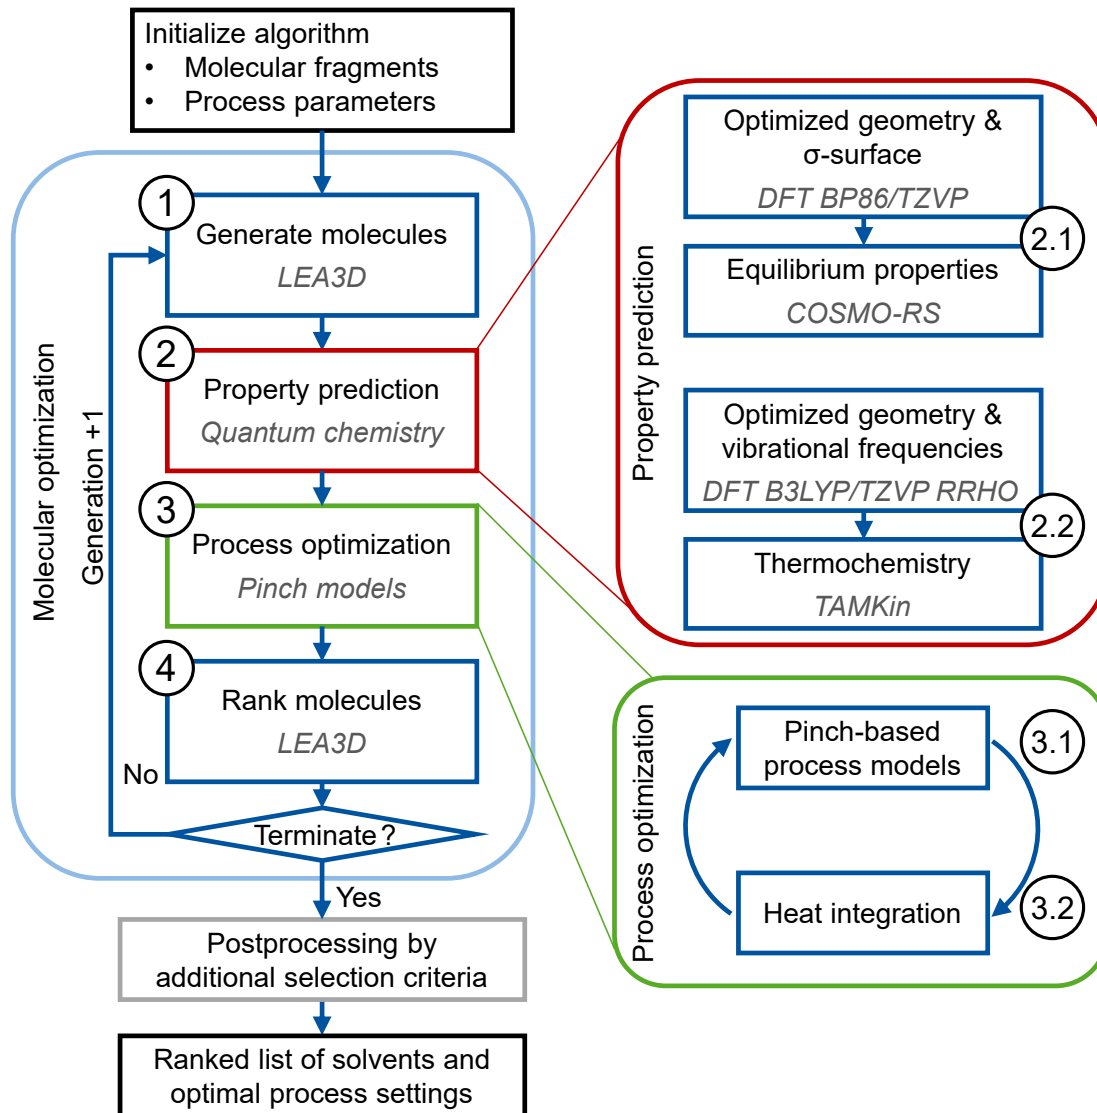 Initialize algorithm
• Molecular fragments
• Process parameters
Molecular optimization
Generation +1
1
Generate molecules
LEA3D
2
Property prediction
Quantum chemistry
3
Process optimization
Pinch models
4
Rank molecules
LEA3D
No
Terminate?
Yes
Postprocessing by
additional selection criteria
Ranked list of solvents and
optimal process settings
Property prediction
Optimized geometry &
σ-surface
DFT BP86/TZVP
2.1
Equilibrium properties
COSMO-RS
Optimized geometry &
vibrational frequencies
DFT B3LYP/TZVP RRHO
2.2
Thermochemistry
TAMKin
Process optimization
Pinch-based
process models
3.1
Heat integration
3.2